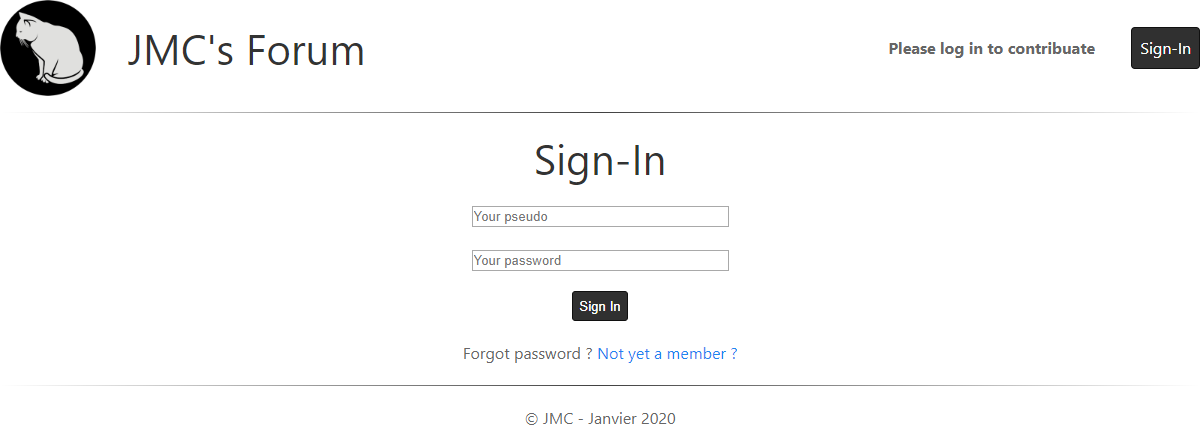 JMC's Forum
Please log in to contribuate
Sign-In
Sign-In
Your pseudo
Your password
Sign In
Forgot password ? Not yet a member ?
© JMC - Janvier 2020